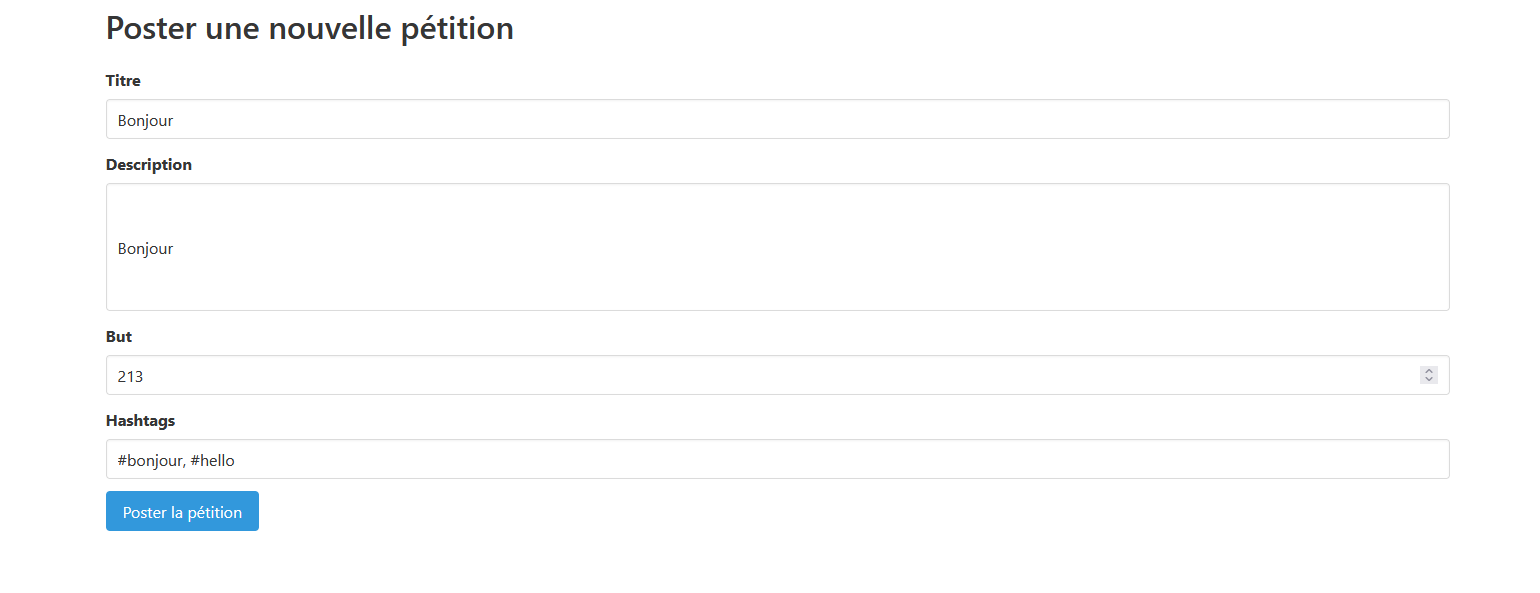 Poster une nouvelle pétition
Titre
Bonjour
Description
Bonjour
But
213
Hashtags
#bonjour, #hello
Poster la pétition